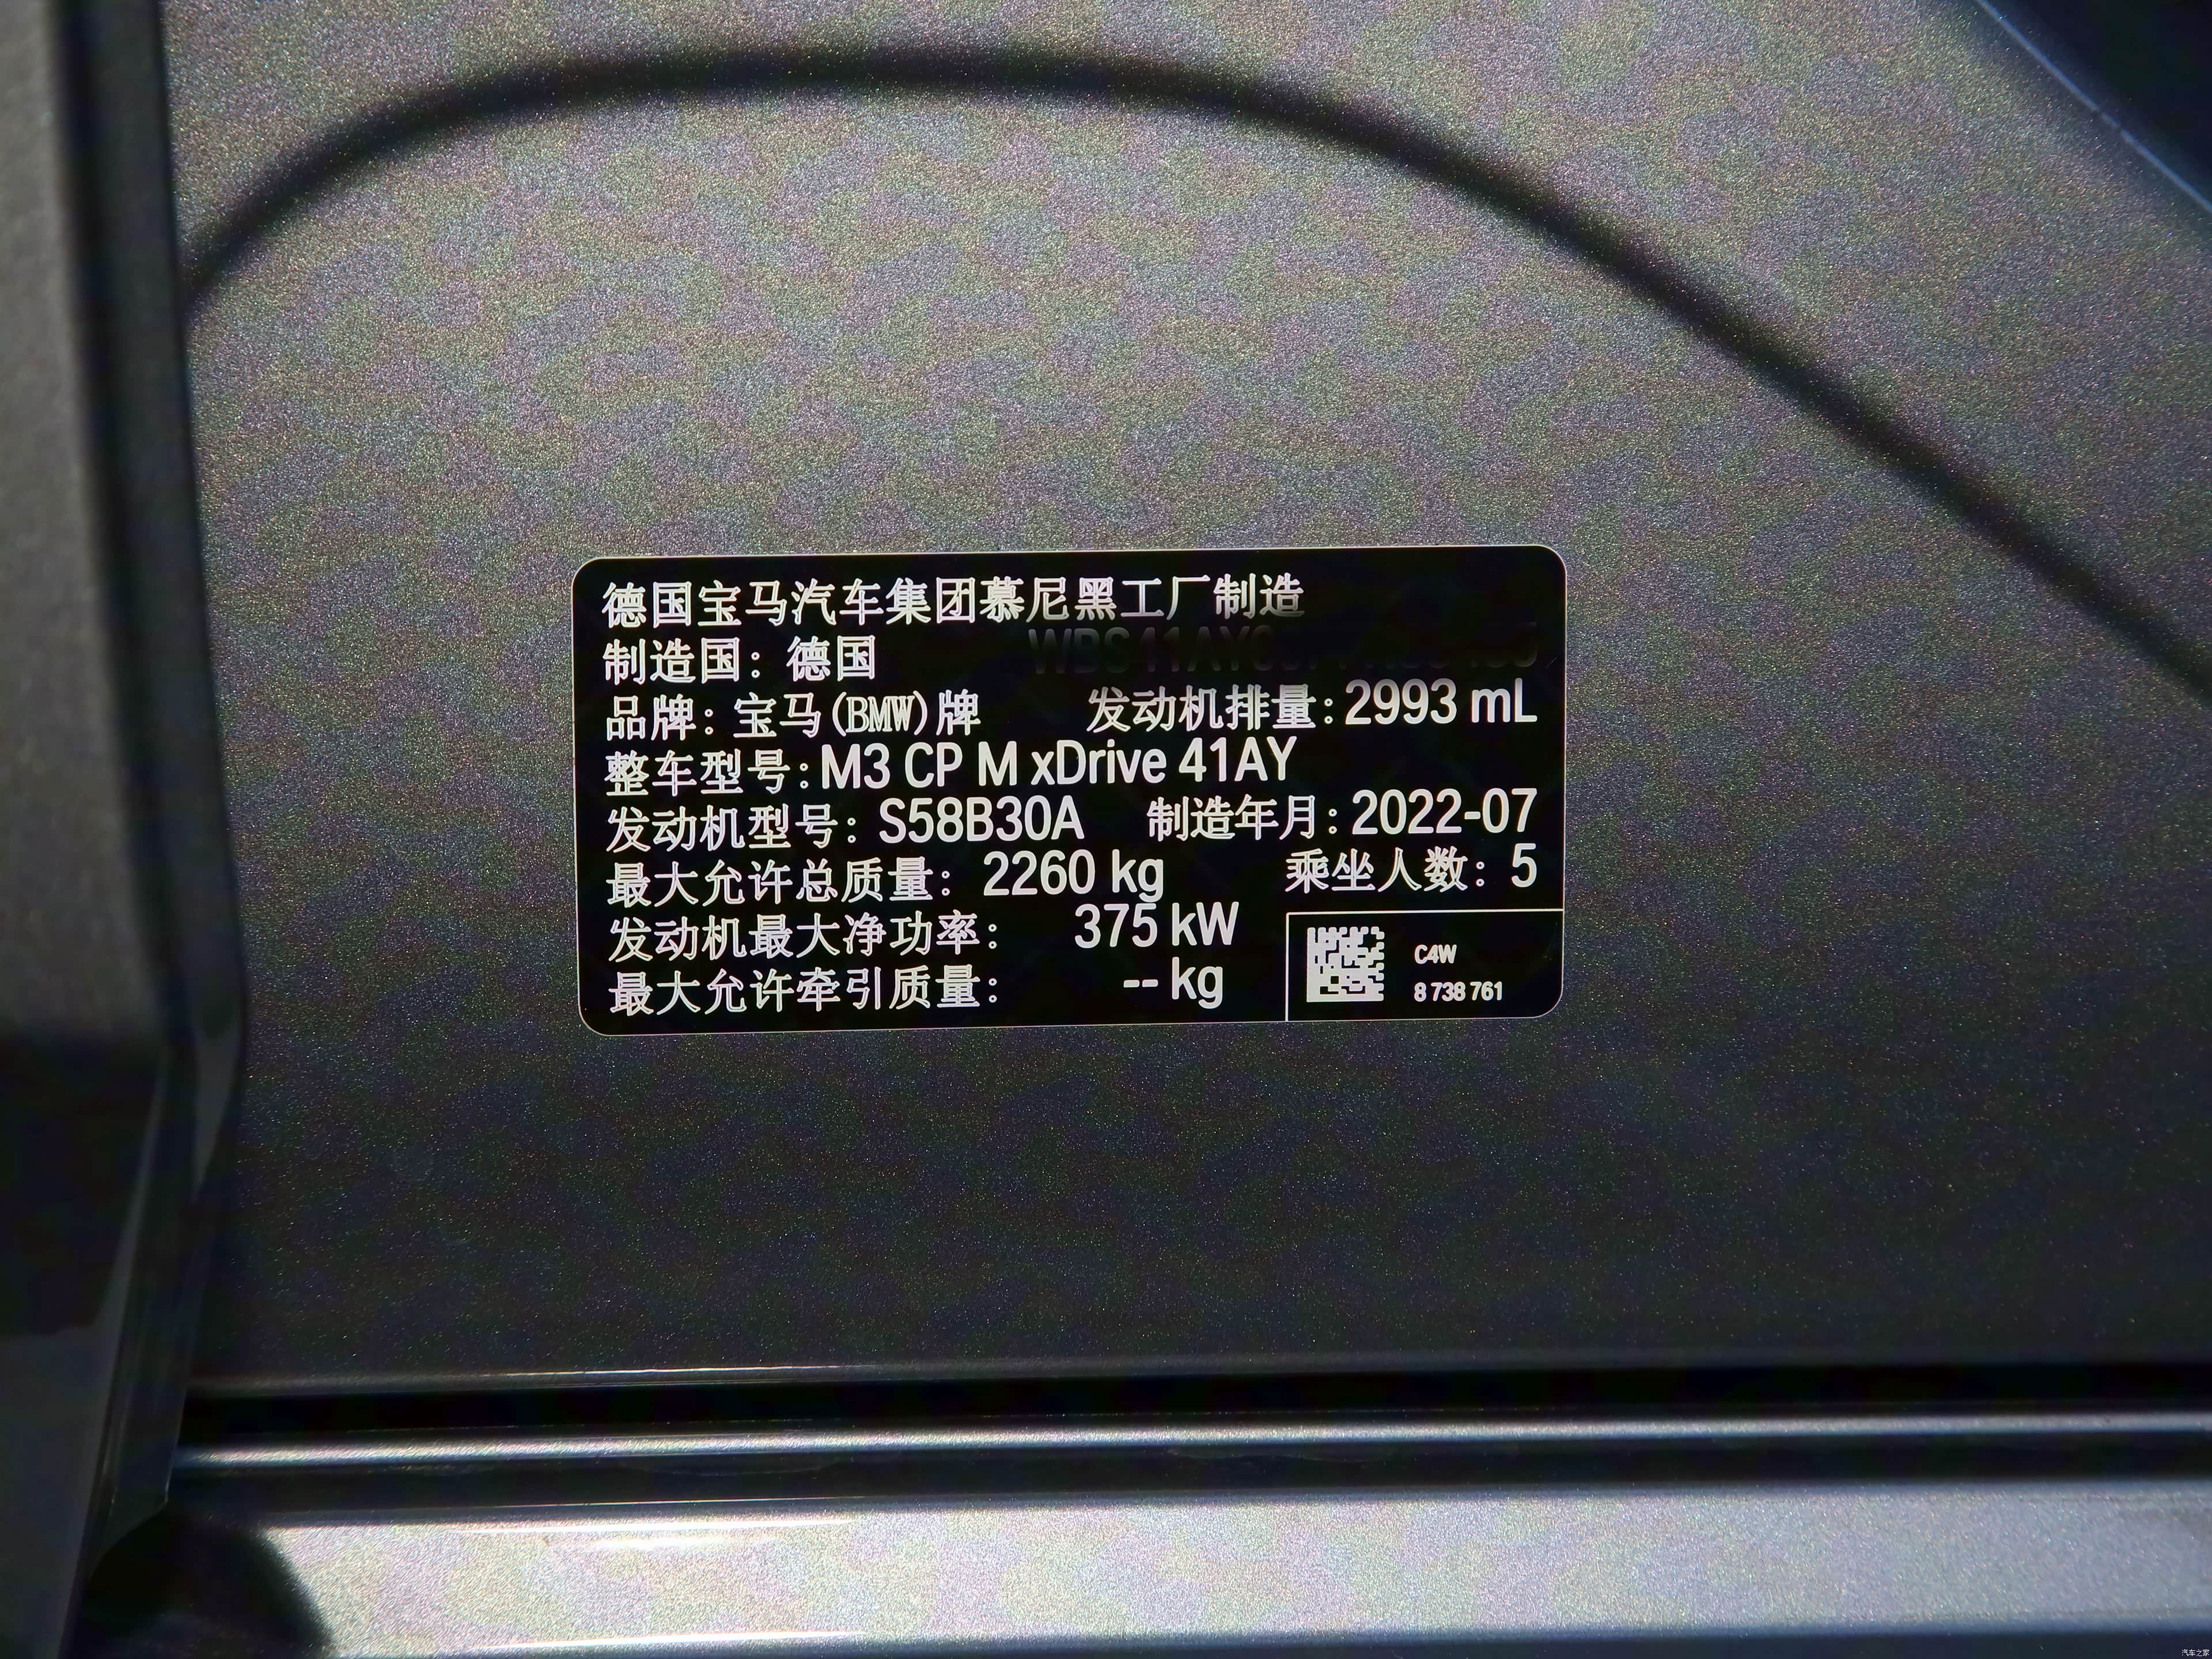 德国宝马汽车集团慕尼黑工厂制造
制造国：德国
品牌：宝马(BMW)牌 发动机排量：2993 mL
整车型号：M3 CP M xDrive 41AY
发动机型号：S58B30A 制造年月：2022-07
最大允许总质量：2260 kg 乘坐人数：5
发动机最大净功率：375 kW
最大允许牵引质量：-- kg
C4W
8 738 761
汽车之家